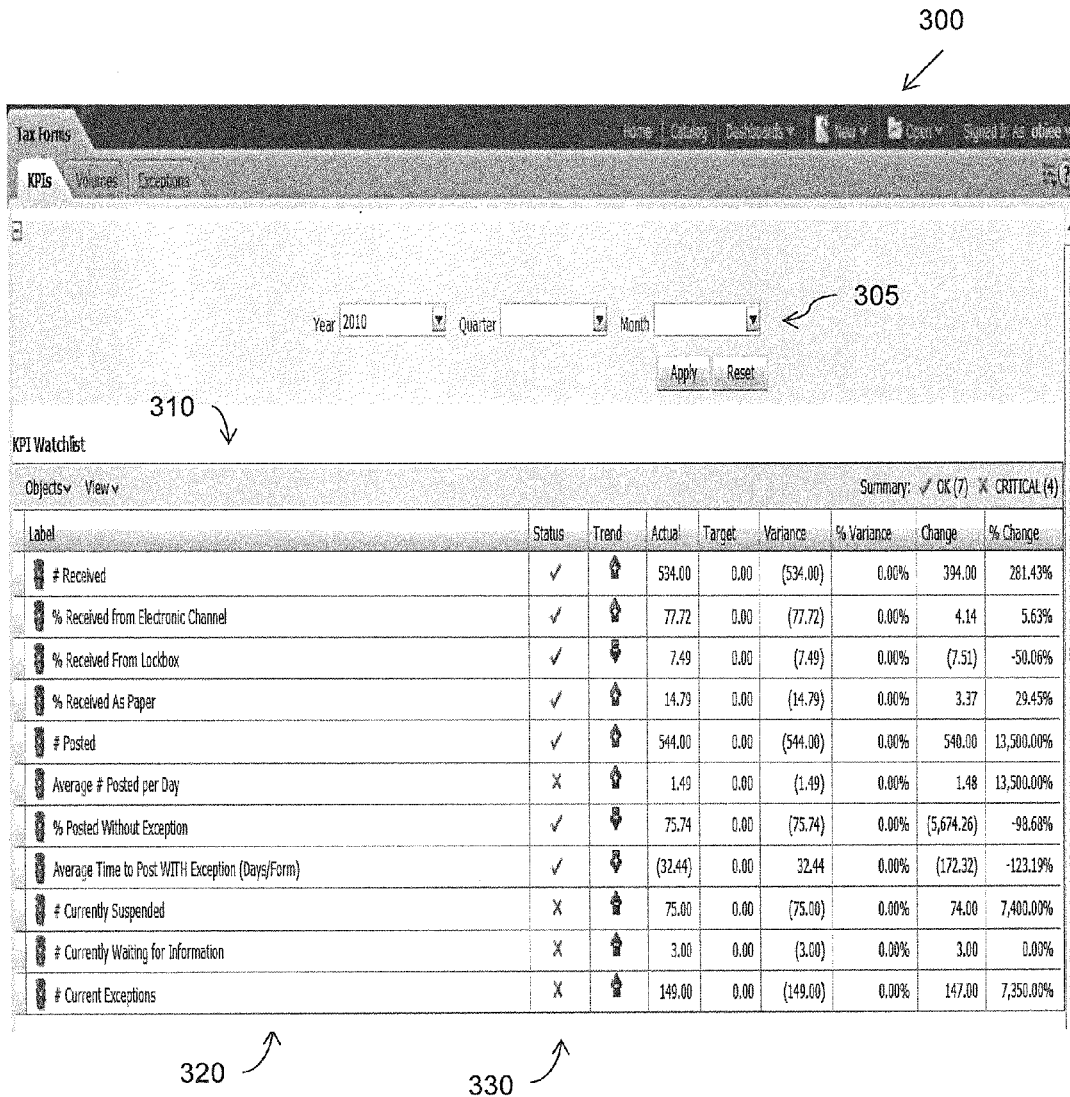 300
Tax Forms Home Catalog Dashboards New Open Signed In As obiee
KPIs Volumes Exceptions
305
Year 2010 Quarter Month
Apply Reset
310
KPI Watchlist
Objects View Summary: ✓ OK (7) X CRITICAL (4)
Label Status Trend Actual Target Variance % Variance Change % Change
# Received ✓ 534.00 0.00 (534.00) 0.00% 394.00 281.43%
% Received from Electronic Channel ✓ 77.72 0.00 (77.72) 0.00% 4.14 5.63%
% Received From Lockbox ✓ 7.49 0.00 (7.49) 0.00% (7.51) -50.06%
% Received As Paper ✓ 14.79 0.00 (14.79) 0.00% 3.37 29.45%
# Posted ✓ 544.00 0.00 (544.00) 0.00% 540.00 13,500.00%
Average # Posted per Day X 1.49 0.00 (1.49) 0.00% 1.48 13,500.00%
% Posted Without Exception ✓ 75.74 0.00 (75.74) 0.00% (5,674.26) -98.68%
Average Time to Post WITH Exception (Days/Form) ✓ (32.44) 0.00 32.44 0.00% (172.32) -123.19%
# Currently Suspended X 75.00 0.00 (75.00) 0.00% 74.00 7,400.00%
# Currently Waiting for Information X 3.00 0.00 (3.00) 0.00% 3.00 0.00%
# Current Exceptions X 149.00 0.00 (149.00) 0.00% 147.00 7,350.00%
320 330